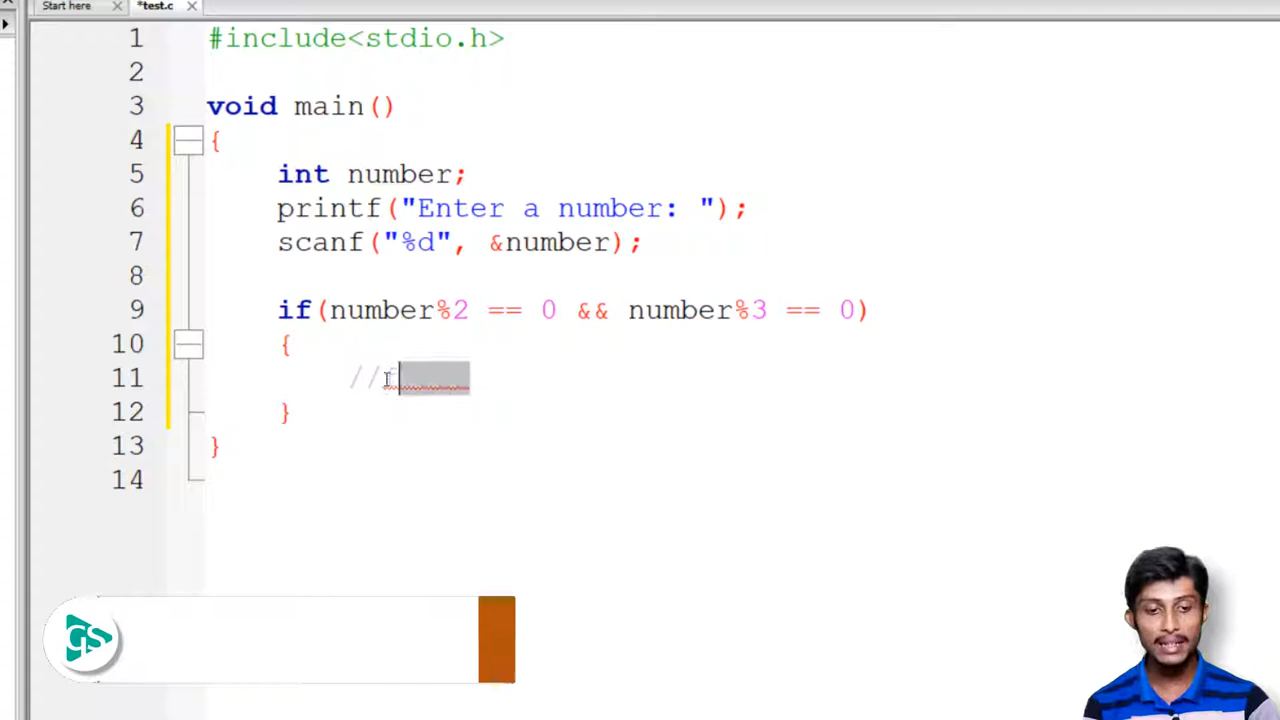 Start here
*test.c
1 #include<stdio.h>
2
3 void main()
4 {
5 int number;
6 printf("Enter a number: ");
7 scanf("%d", &number);
8
9 if(number%2 == 0 && number%3 == 0)
10 {
11 //
12 }
13 }
14
GS